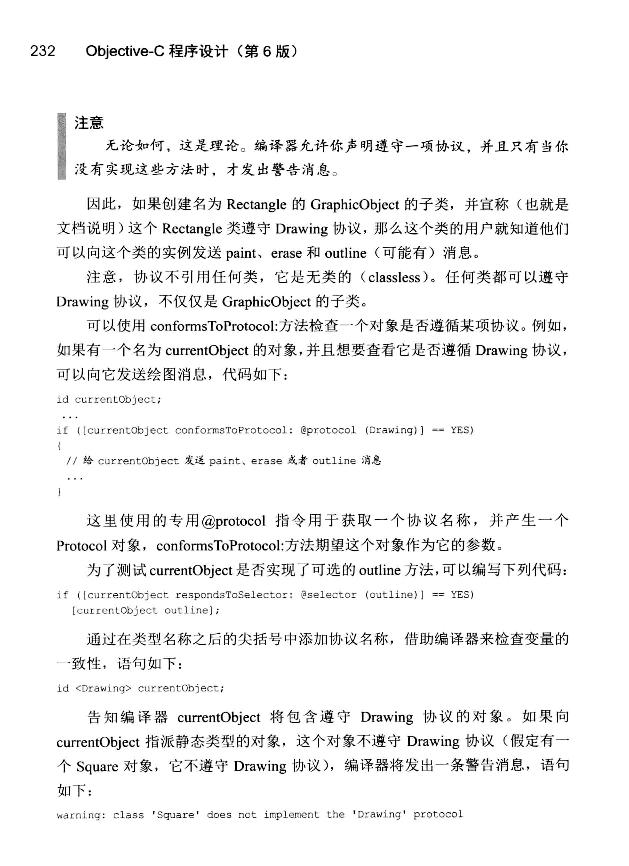 232 Objective-C 程序设计（第 6 版）
注意
无论如何，这是理论。编译器允许你声明遵守一项协议，并且只有当你
没有实现这些方法时，才发出警告消息。
因此，如果创建名为 Rectangle 的 GraphicObject 的子类，并宣称（也就是
文档说明）这个 Rectangle 类遵守 Drawing 协议，那么这个类的用户就知道他们
可以向这个类的实例发送 paint、erase 和 outline（可能有）消息。
注意，协议不引用任何类，它是无类的（classless）。任何类都可以遵守
Drawing 协议，不仅仅是 GraphicObject 的子类。
可以使用 conformsToProtocol:方法检查一个对象是否遵循某项协议。例如，
如果有一个名为 currentObject 的对象，并且想要查看它是否遵循 Drawing 协议，
可以向它发送绘图消息，代码如下：
id currentObject;
...
if ([currentObject conformsToProtocol: @protocol (Drawing)] == YES)
{
// 给 currentObject 发送 paint、erase 或者 outline 消息
...
}
这里使用的专用@protocol 指令用于获取一个协议名称，并产生一个
Protocol 对象，conformsToProtocol:方法期望这个对象作为它的参数。
为了测试 currentObject 是否实现了可选的 outline 方法，可以编写下列代码：
if ([currentObject respondsToSelector: @selector (outline)] == YES)
[currentObject outline];
通过在类型名称之后的尖括号中添加协议名称，借助编译器来检查变量的
一致性，语句如下：
id <Drawing> currentObject;
告知编译器 currentObject 将包含遵守 Drawing 协议的对象。如果向
currentObject 指派静态类型的对象，这个对象不遵守 Drawing 协议（假定有一
个 Square 对象，它不遵守 Drawing 协议），编译器将发出一条警告消息，语句
如下：
warning: class 'Square' does not implement the 'Drawing' protocol